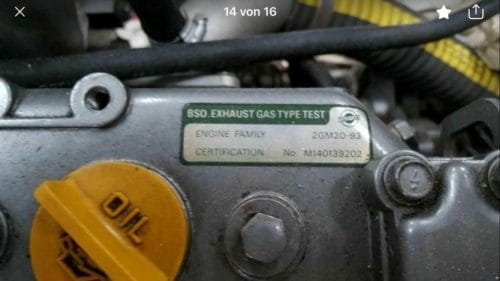 14 von 16
BSO. EXHAUST GAS TYPE TEST
ENGINE FAMILY 2GM20-93
CERTIFICATION No M140139202
OIL